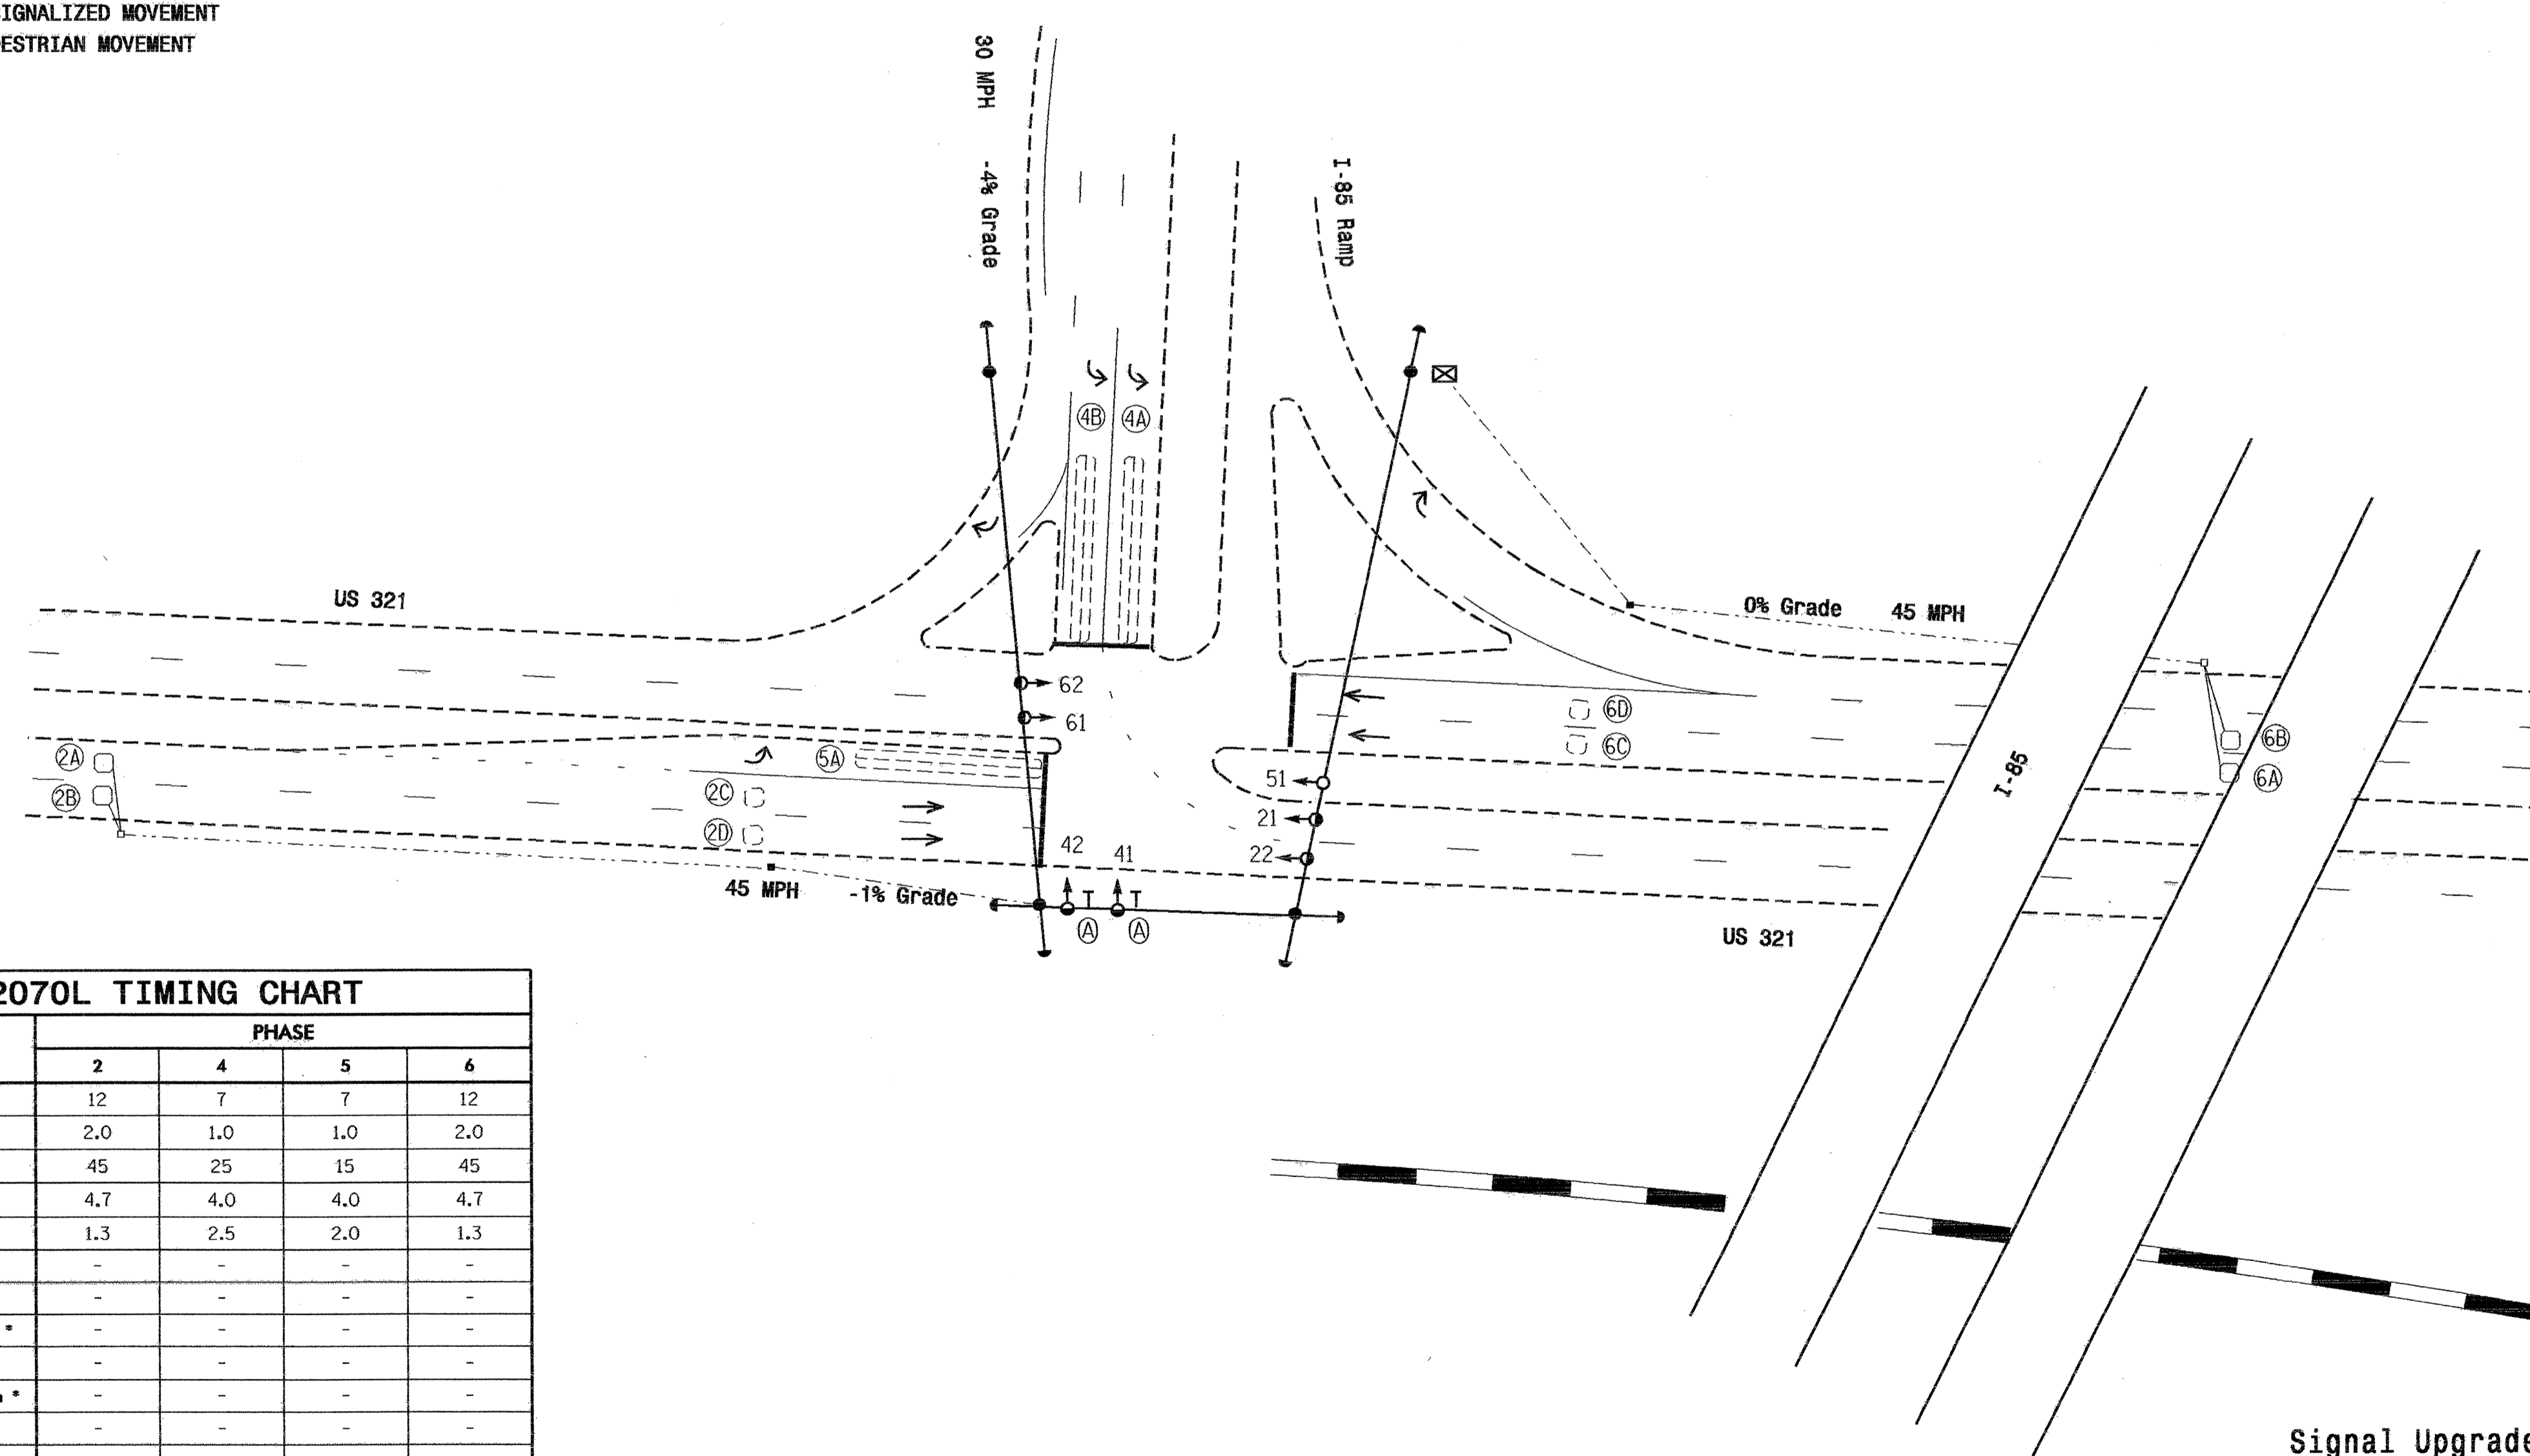 IGNALIZED MOVEMENT
ESTRIAN MOVEMENT
30 MPH -4% Grade
I-85 Ramp
4B 4A
US 321
0% Grade 45 MPH
62
61
6D
6C
6B
6A
I-85
2A
2B
5A
2C
2D
51
21
22
42 41
T T
A A
45 MPH -1% Grade
US 321
2070L TIMING CHART
PHASE
2 4 5 6
12 7 7 12
2.0 1.0 1.0 2.0
45 25 15 45
4.7 4.0 4.0 4.7
1.3 2.5 2.0 1.3
- - - -
- - - -
* - - - -
- - - -
* - - - -
- - - -
Signal Upgrade